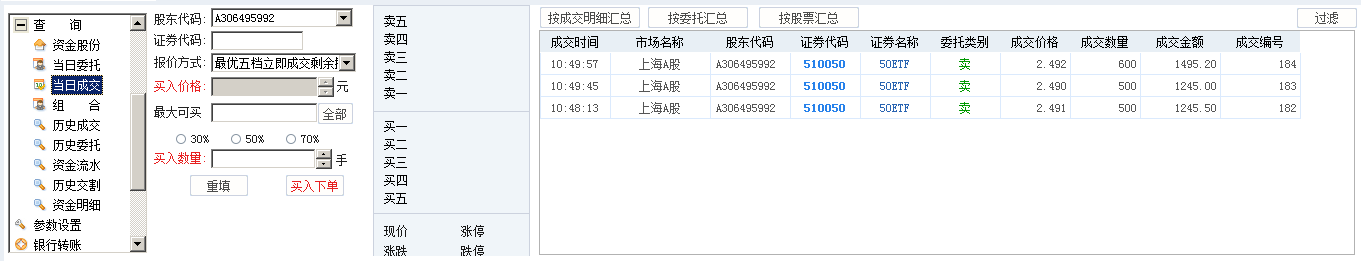 查 询
资金股份
当日委托
当日成交
组 合
历史成交
历史委托
资金流水
历史交割
资金明细
参数设置
银行转账
股东代码: A306495992
证券代码:
报价方式: 最优五档立即成交剩余
买入价格: 元
最大可买 全部
30% 50% 70%
买入数量: 手
重填 买入下单
卖五
卖四
卖三
卖二
卖一
买一
买二
买三
买四
买五
现价 涨停
涨跌 跌停
按成交明细汇总 按委托汇总 按股票汇总 过滤
成交时间 市场名称 股东代码 证券代码 证券名称 委托类别 成交价格 成交数量 成交金额 成交编号
10:49:57 上海A股 A306495992 510050 50ETF 卖 2.492 600 1495.20 184
10:49:45 上海A股 A306495992 510050 50ETF 卖 2.490 500 1245.00 183
10:48:13 上海A股 A306495992 510050 50ETF 卖 2.491 500 1245.50 182